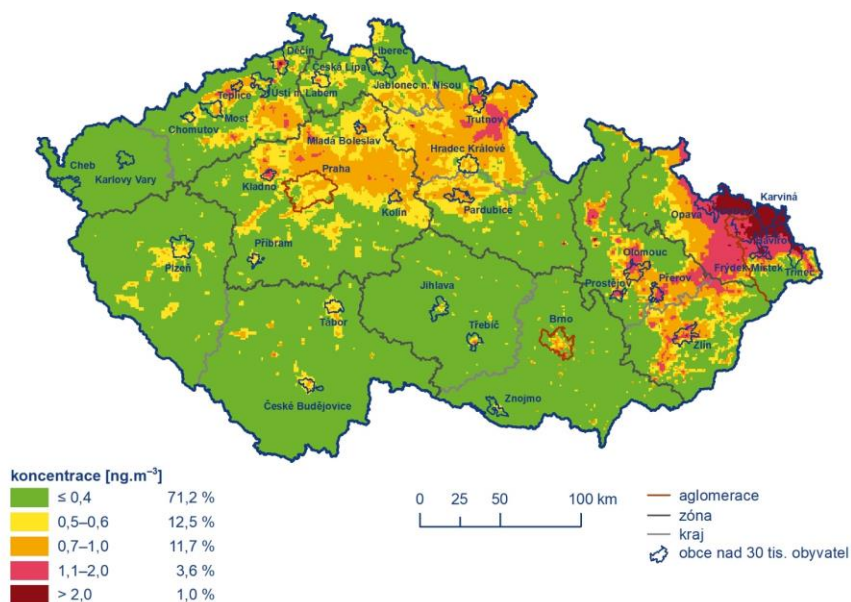 Děčín
Liberec
Česká Lípa
Teplice
Ústí n. Labem
Jablonec n. Nisou
Most
Chomutov
Trutnov
Mladá Boleslav
Hradec Králové
Cheb
Karlovy Vary
Praha
Kladno
Kolín
Pardubice
Karviná
Opava
Havířov
Plzeň
Příbram
Olomouc
Frýdek-Místek
Třinec
Prostějov
Přerov
Jihlava
Tábor
Brno
Třebíč
Zlín
České Budějovice
Znojmo
koncentrace [ng.m⁻³]
≤ 0,4 71,2 %
0,5–0,6 12,5 %
0,7–1,0 11,7 %
1,1–2,0 3,6 %
> 2,0 1,0 %
0 25 50 100 km
aglomerace
zóna
kraj
obce nad 30 tis. obyvatel